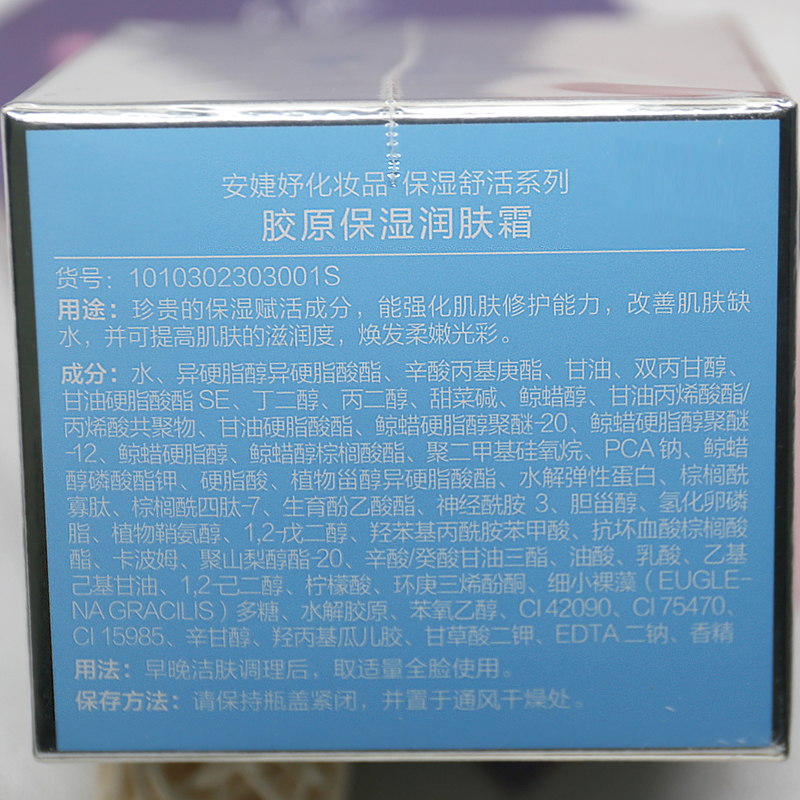 安婕妤化妆品 保湿舒活系列
胶原保湿润肤霜
货号：1010302303001S
用途：珍贵的保湿赋活成分，能强化肌肤修护能力，改善肌肤缺
水，并可提高肌肤的滋润度，焕发柔嫩光彩。
成分：水、异硬脂醇异硬脂酸酯、辛酸丙基庚酯、甘油、双丙甘醇、
甘油硬脂酸酯 SE、丁二醇、丙二醇、甜菜碱、鲸蜡醇、甘油丙烯酸酯/
丙烯酸共聚物、甘油硬脂酸酯、鲸蜡硬脂醇聚醚-20、鲸蜡硬脂醇聚醚
-12、鲸蜡硬脂醇、鲸蜡醇棕榈酸酯、聚二甲基硅氧烷、PCA 钠、鲸蜡
醇磷酸酯钾、硬脂酸、植物甾醇异硬脂酸酯、水解弹性蛋白、棕榈酰
寡肽、棕榈酰四肽-7、生育酚乙酸酯、神经酰胺 3、胆甾醇、氢化卵磷
脂、植物鞘氨醇、1,2-戊二醇、羟苯基丙酰胺苯甲酸、抗坏血酸棕榈酸
酯、卡波姆、聚山梨醇酯-20、辛酸/癸酸甘油三酯、油酸、乳酸、乙基
己基甘油、1,2-己二醇、柠檬酸、环庚三烯酚酮、细小裸藻（EUGLE-
NA GRACILIS）多糖、水解胶原、苯氧乙醇、CI 42090、CI 75470、
CI 15985、辛甘醇、羟丙基瓜儿胶、甘草酸二钾、EDTA 二钠、香精
用法：早晚洁肤调理后，取适量全脸使用。
保存方法：请保持瓶盖紧闭，并置于通风干燥处。